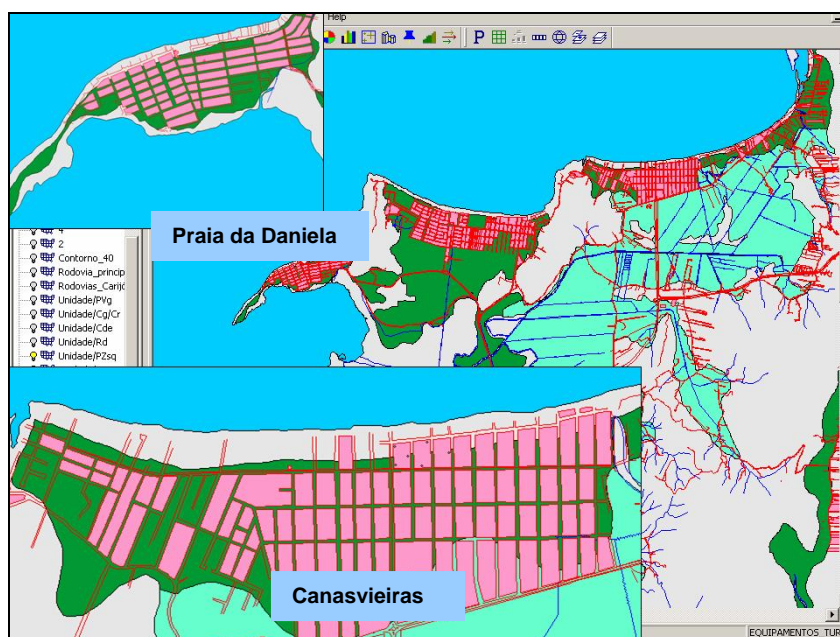 Help
P
Praia da Daniela
4
2
Contorno_40
Rodovia_princip
Rodovias_Carijó
Unidade/PVg
Unidade/Cg/Cr
Unidade/Cde
Unidade/Rd
Unidade/PZsq
Canasvieiras
EQUIPAMENTOS TUR